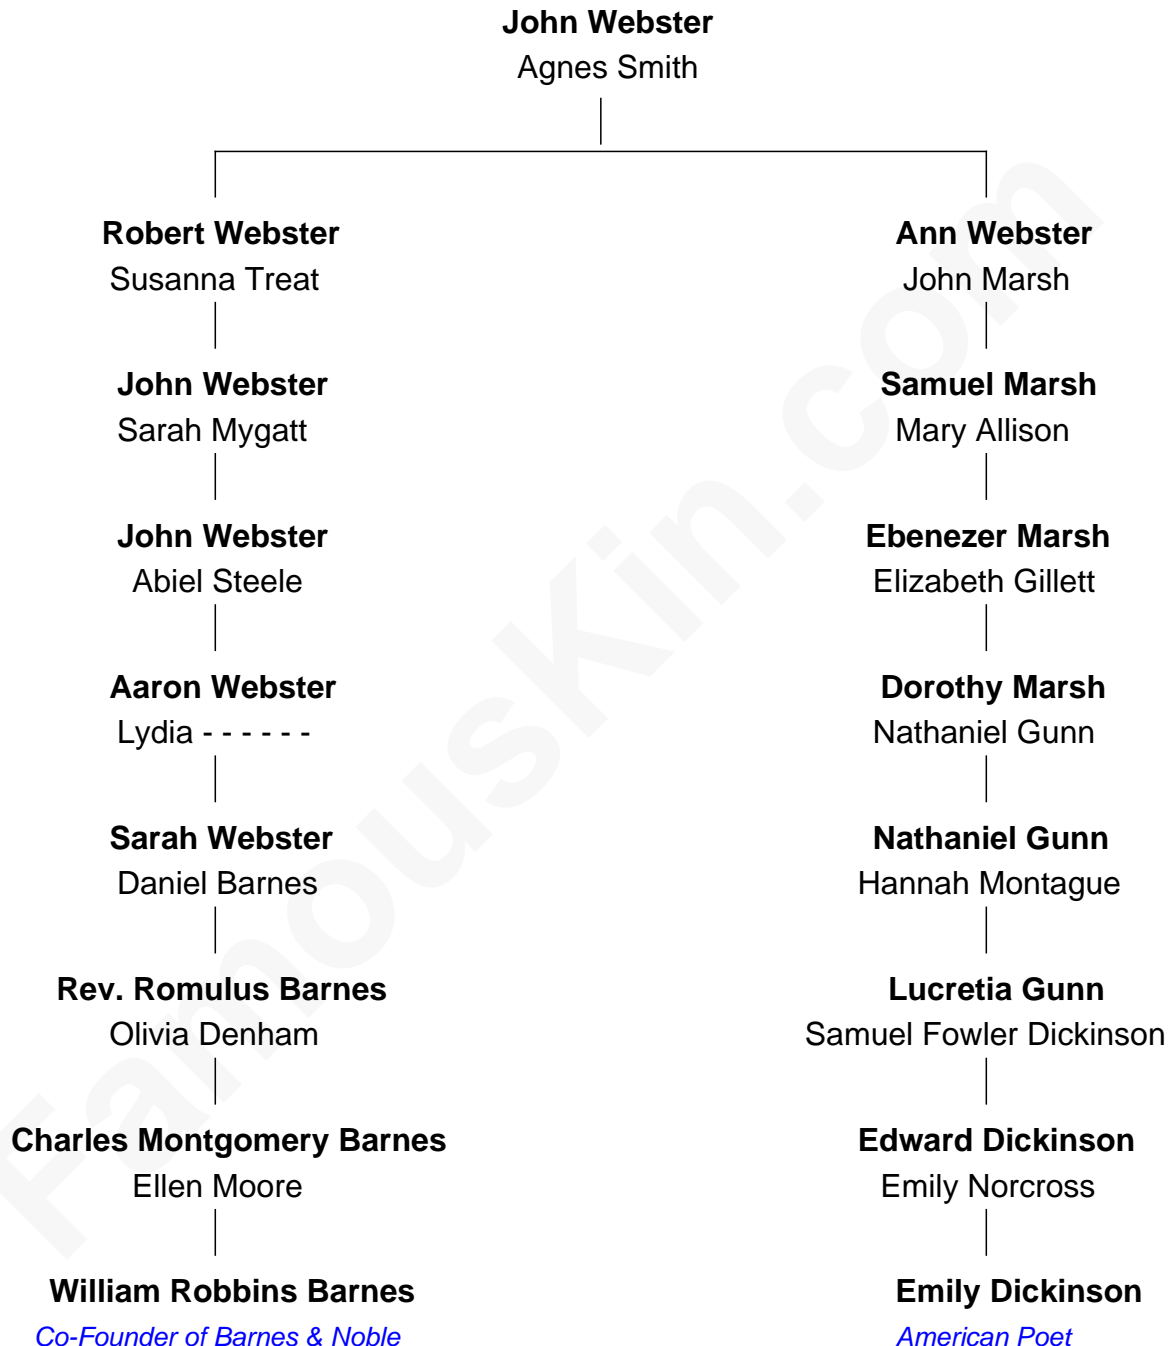 John Webster
Agnes Smith
Robert Webster
Susanna Treat
Ann Webster
John Marsh
John Webster
Sarah Mygatt
Samuel Marsh
Mary Allison
John Webster
Abiel Steele
Ebenezer Marsh
Elizabeth Gillett
Aaron Webster
Lydia - - - - - -
Dorothy Marsh
Nathaniel Gunn
Sarah Webster
Daniel Barnes
Nathaniel Gunn
Hannah Montague
Rev. Romulus Barnes
Olivia Denham
Lucretia Gunn
Samuel Fowler Dickinson
Charles Montgomery Barnes
Ellen Moore
Edward Dickinson
Emily Norcross
William Robbins Barnes
Co-Founder of Barnes & Noble
Emily Dickinson
American Poet
FamousKin.com